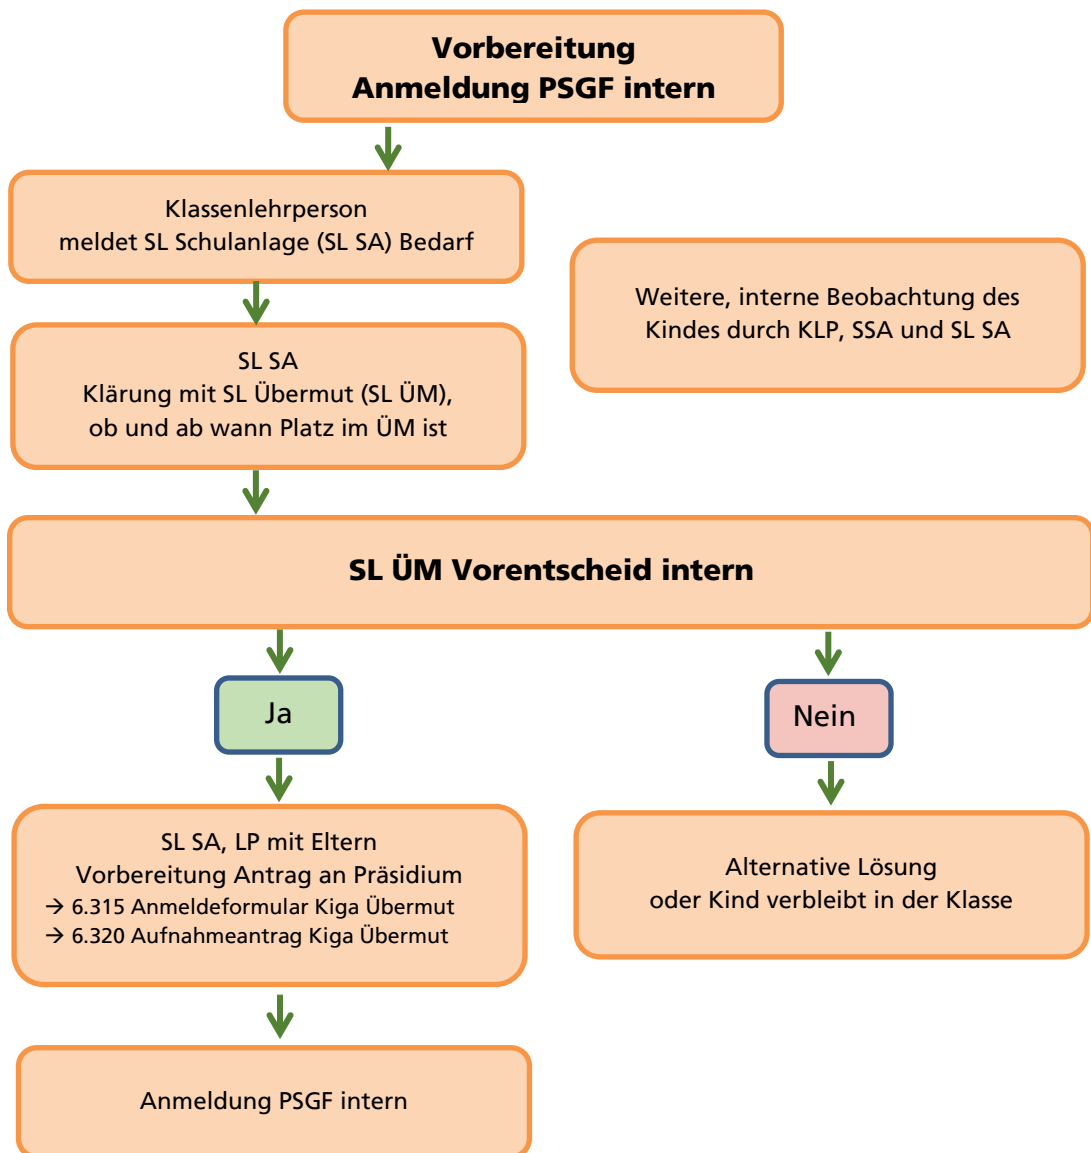 Vorbereitung
Anmeldung PSGF intern
Klassenlehrperson
meldet SL Schulanlage (SL SA) Bedarf
Weitere, interne Beobachtung des
Kindes durch KLP, SSA und SL SA
SL SA
Klärung mit SL Übermut (SL ÜM),
ob und ab wann Platz im ÜM ist
SL ÜM Vorentscheid intern
Ja
Nein
SL SA, LP mit Eltern
Vorbereitung Antrag an Präsidium
→ 6.315 Anmeldeformular Kiga Übermut
→ 6.320 Aufnahmeantrag Kiga Übermut
Alternative Lösung
oder Kind verbleibt in der Klasse
Anmeldung PSGF intern